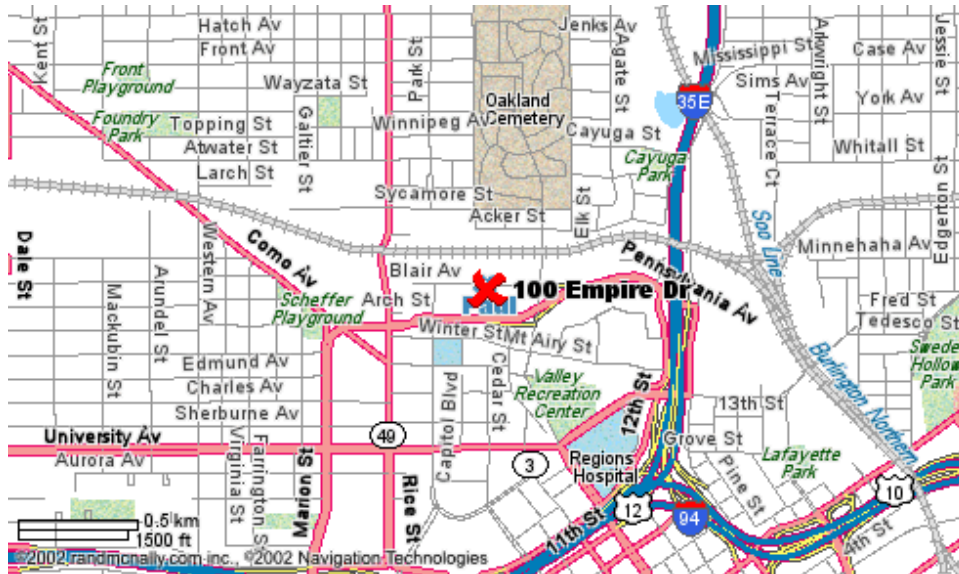 Hatch Av
Jenks Av
Kent St
Front Av
Park St
Agate St
Mississippi St
Arkwright St
Case Av
Jessie St
Front
Playground
Wayzata St
Sims Av
York Av
Foundry
Park
Topping St
Galtier St
Winnipeg Av
Oakland
Cemetery
35E
Cayuga St
Terrace Ct
Whitall St
Atwater St
Larch St
Cayuga
Park
Sycamore St
Acker St
Elk St
Edgerton St
Soo Line
Minnehaha Av
Dale St
Western Av
Como Av
Blair Av
Pennsylvania Av
100 Empire Dr
Paul
Arundel St
Mackubin St
Scheffer
Playground
Arch St
Winter St
Mt Airy St
Fred St
Tedesco St
Burlington Northern
Swede
Hollow
Park
Edmund Av
Charles Av
Sherburne Av
Capitol Blvd
Cedar St
Valley
Recreation
Center
12th St
13th St
University Av
49
Grove St
Aurora Av
Virginia St
Farrington St
Marion St
Rice St
3
Regions
Hospital
Pine St
Lafayette
Park
10
12
94
11th St
4th St
0.5 km
1500 ft
©2002 randmcnally.com inc., ©2002 Navigation Technologies